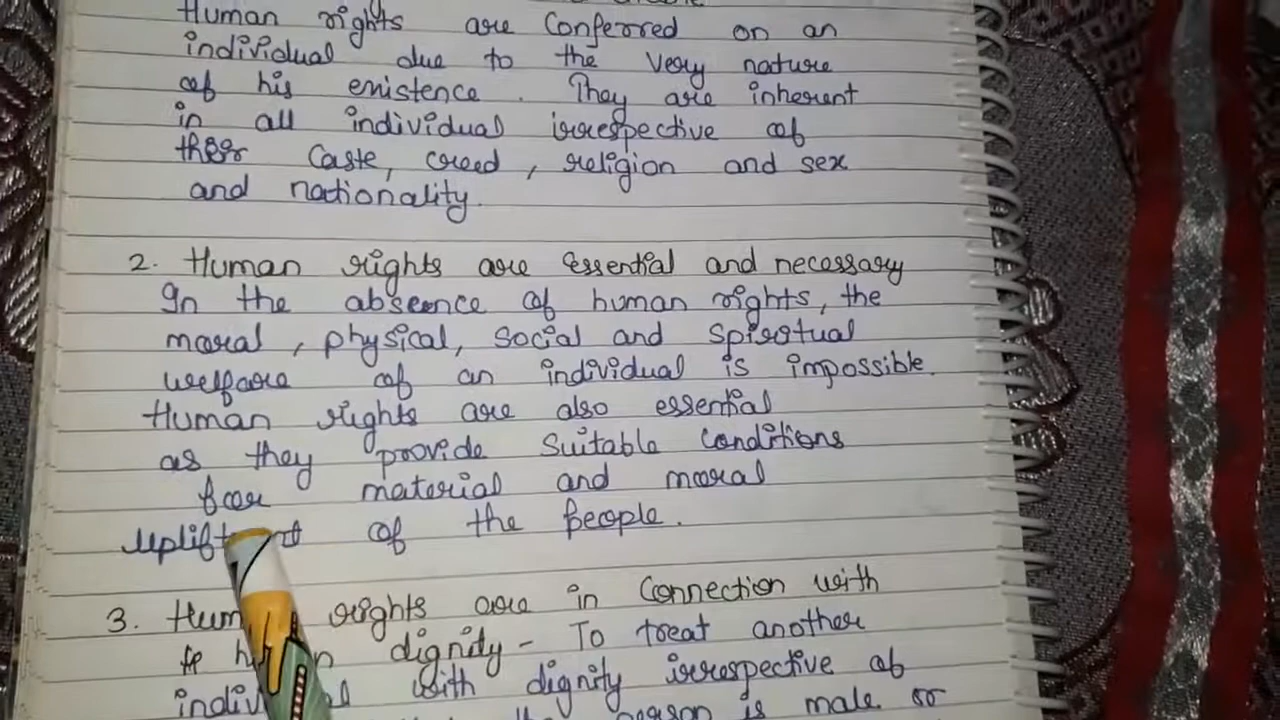 Human rights are Conferred on an
individual due to the very nature
of his existence. They are inherent
in all individual irrespective of
their Caste, creed, religion and sex
and nationality.
2. Human rights are Essential and necessary
In the absence of human rights, the
moral, physical, Social and Spirotual
welfare of an individual is impossible.
Human rights are also essential
as they provide Suitable Conditions
for material and moral
of the people.
3. rights are in Connection with
dignity - To treat another
with dignity irrespective of
person is male or